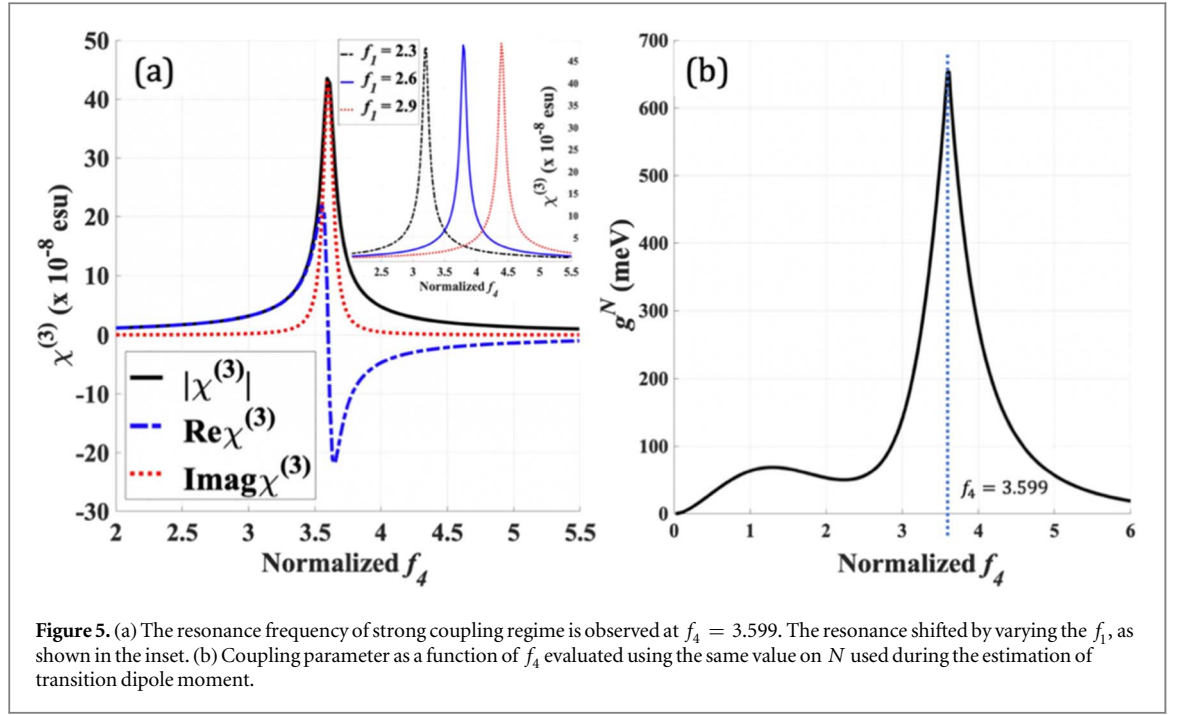 (a)
50
40
30
20
10
0
-10
-20
-30
χ(3) (x 10-8 esu)
2 2.5 3 3.5 4 4.5 5 5.5
Normalized f4
|χ(3)|
Reχ(3)
Imagχ(3)
f1 = 2.3
f1 = 2.6
f1 = 2.9
45
40
35
30
25
20
15
10
5
χ(3) (x 10-8 esu)
2.5 3 3.5 4 4.5 5 5.5
Normalized f4
(b)
700
600
500
400
300
200
100
0
gN (meV)
f4 = 3.599
0 1 2 3 4 5 6
Normalized f4
Figure 5. (a) The resonance frequency of strong coupling regime is observed at f4 = 3.599. The resonance shifted by varying the f1, as
shown in the inset. (b) Coupling parameter as a function of f4 evaluated using the same value on N used during the estimation of
transition dipole moment.